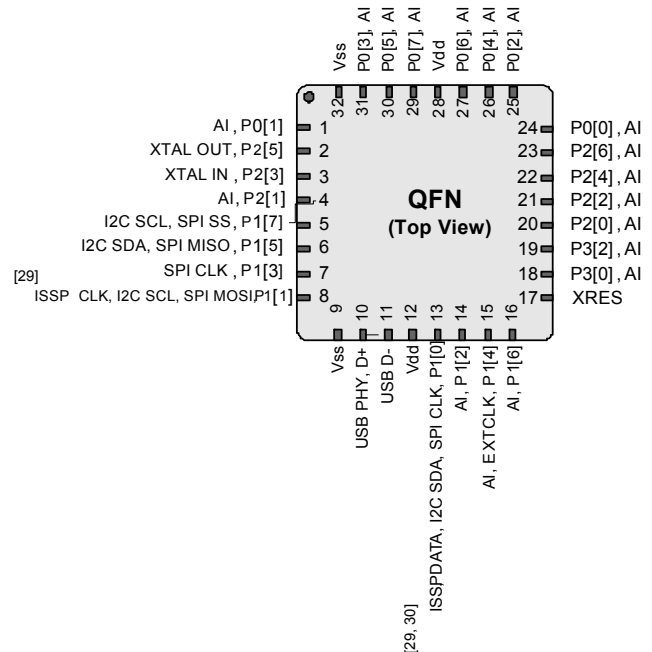 Vss
P0[3], AI
P0[5], AI
P0[7], AI
Vdd
P0[6], AI
P0[4], AI
P0[2], AI
32
31
30
29
28
27
26
25
AI , P0[1] 1
XTAL OUT, P2[5] 2
XTAL IN , P2[3] 3
AI, P2[1] 4
I2C SCL, SPI SS, P1[7] 5
I2C SDA, SPI MISO, P1[5] 6
SPI CLK , P1[3] 7
[29]
ISSP CLK, I2C SCL, SPI MOSI,P1[1] 8
QFN
(Top View)
24 P0[0] , AI
23 P2[6] , AI
22 P2[4] , AI
21 P2[2] , AI
20 P2[0] , AI
19 P3[2] , AI
18 P3[0] , AI
17 XRES
9
10
11
12
13
14
15
16
Vss
USB PHY, D+
USB D-
Vdd
ISSPDATA, I2C SDA, SPI CLK, P1[0]
AI, P1[2]
AI, EXTCLK, P1[4]
AI, P1[6]
[29, 30]